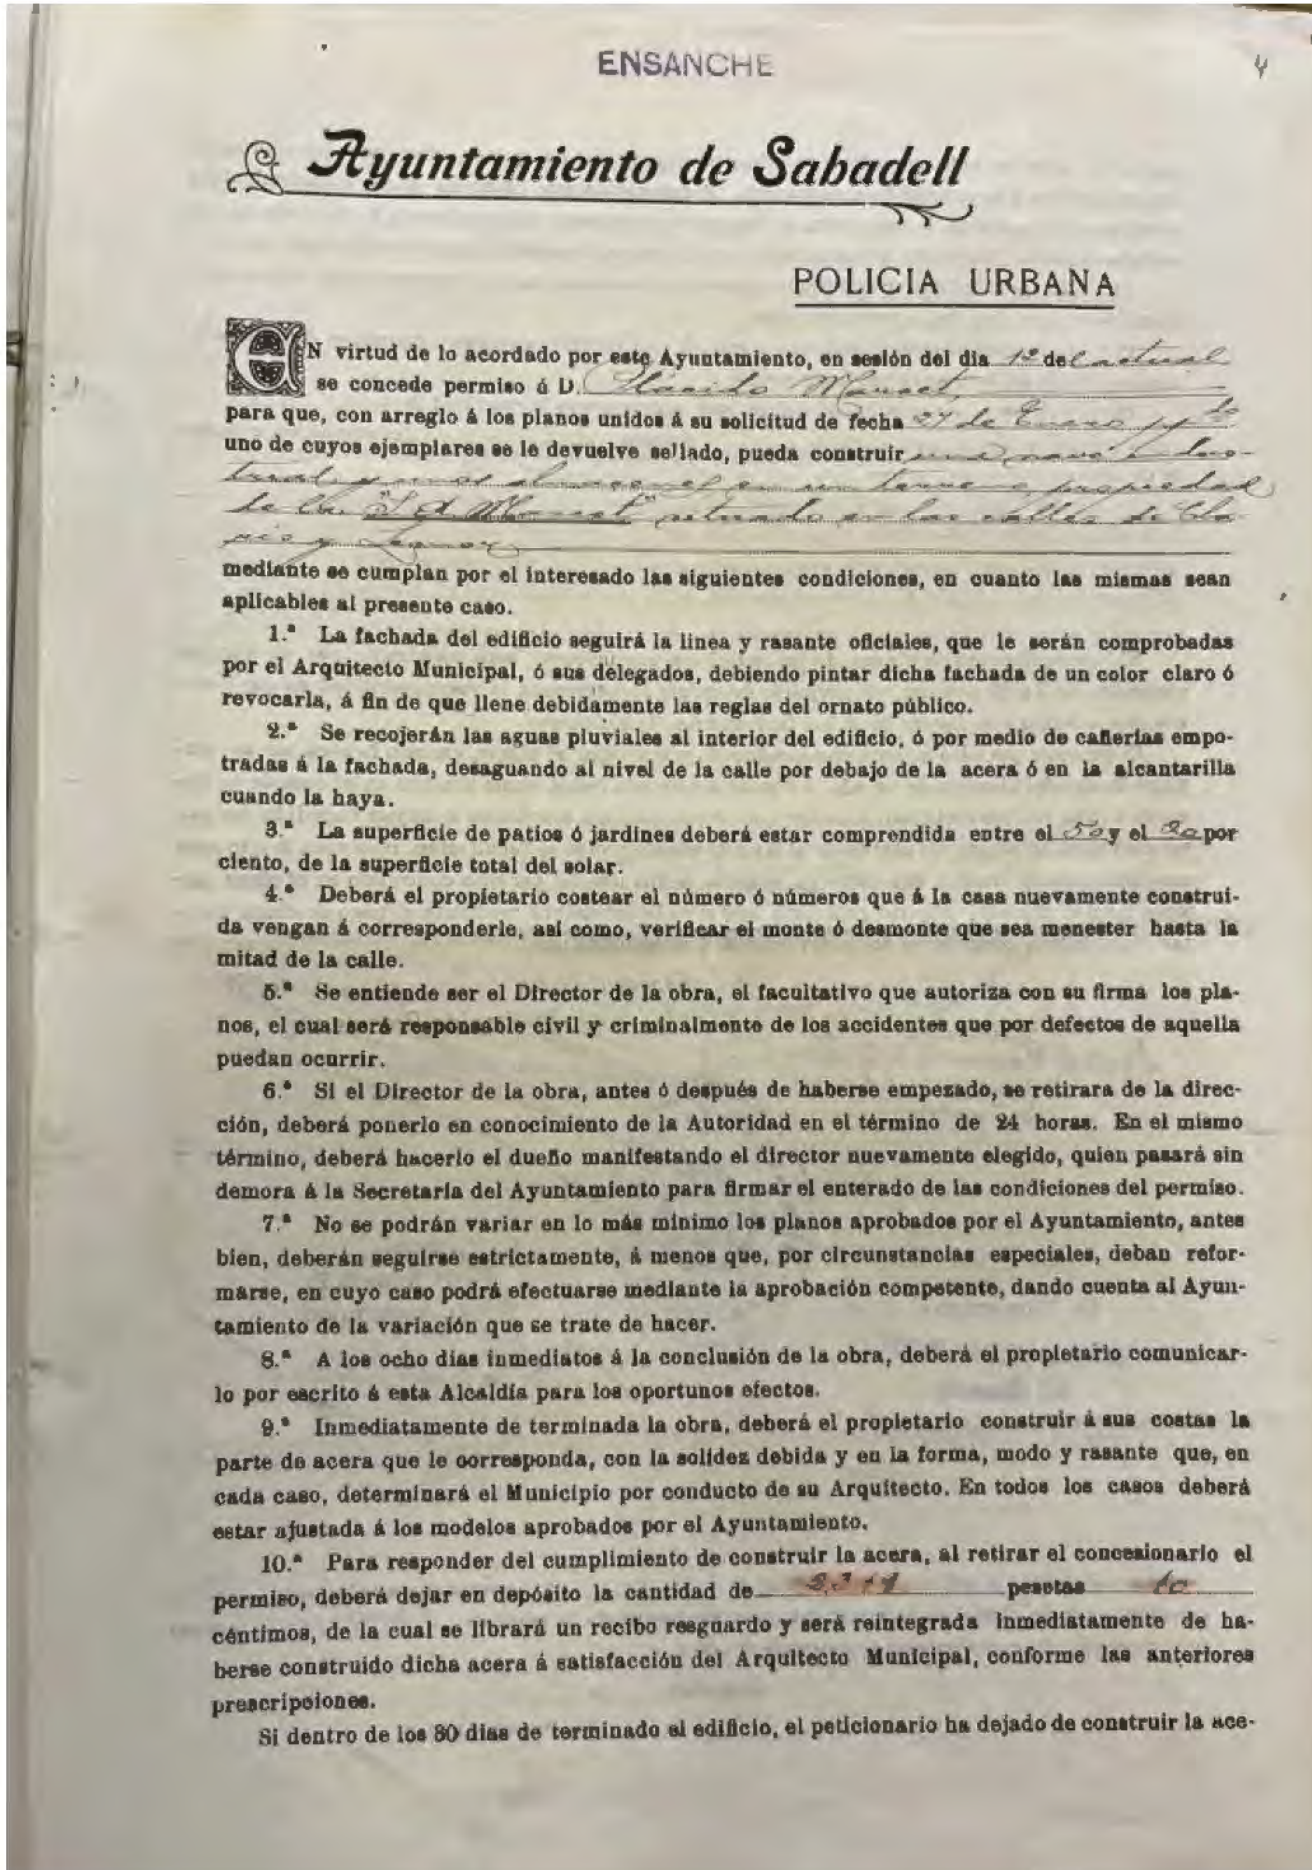 ENSANCHE
4
Ayuntamiento de Sabadell
POLICIA URBANA
EN virtud de lo acordado por este Ayuntamiento, en sesión del dia 1º del actual
se concede permiso á D.
para que, con arreglo á los planos unidos á su solicitud de fecha 27 de Enero
uno de cuyos ejemplares se le devuelve sellado, pueda construir una nave indus-
trial y unos almacenes en un terreno propiedad
de la "S A" situado en las calles de Cla-
ris y
mediante se cumplan por el interesado las siguientes condiciones, en cuanto las mismas sean
aplicables al presente caso.
1.ª La fachada del edificio seguirá la linea y rasante oficiales, que le serán comprobadas
por el Arquitecto Municipal, ó sus delegados, debiendo pintar dicha fachada de un color claro ó
revocarla, á fin de que llene debidamente las reglas del ornato público.
2.ª Se recojerán las aguas pluviales al interior del edificio, ó por medio de cañerias empo-
tradas á la fachada, desaguando al nivel de la calle por debajo de la acera ó en la alcantarilla
cuando la haya.
3.ª La superficie de patios ó jardines deberá estar comprendida entre el 50 y el 20 por
ciento, de la superficie total del solar.
4.ª Deberá el propietario costear el número ó números que á la casa nuevamente construi-
da vengan á corresponderle, asi como, verificar el monte ó desmonte que sea menester hasta la
mitad de la calle.
5.ª Se entiende ser el Director de la obra, el facultativo que autoriza con su firma los pla-
nos, el cual será responsable civil y criminalmente de los accidentes que por defectos de aquella
puedan ocurrir.
6.ª Si el Director de la obra, antes ó después de haberse empezado, se retirara de la direc-
ción, deberá ponerlo en conocimiento de la Autoridad en el término de 24 horas. En el mismo
término, deberá hacerlo el dueño manifestando el director nuevamente elegido, quien pasará sin
demora á la Secretaria del Ayuntamiento para firmar el enterado de las condiciones del permiso.
7.ª No se podrán variar en lo más minimo los planos aprobados por el Ayuntamiento, antes
bien, deberán seguirse estrictamente, á menos que, por circunstancias especiales, deban refor-
marse, en cuyo caso podrá efectuarse mediante la aprobación competente, dando cuenta al Ayun-
tamiento de la variación que se trate de hacer.
8.ª A los ocho dias inmediatos á la conclusión de la obra, deberá el propietario comunicar-
lo por escrito á esta Alcaldía para los oportunos efectos.
9.ª Inmediatamente de terminada la obra, deberá el propietario construir á sus costas la
parte de acera que le corresponda, con la solidez debida y en la forma, modo y rasante que, en
cada caso, determinará el Municipio por conducto de su Arquitecto. En todos los casos deberá
estar ajustada á los modelos aprobados por el Ayuntamiento.
10.ª Para responder del cumplimiento de construir la acera, al retirar el concesionario el
permiso, deberá dejar en depósito la cantidad de pesetas
céntimos, de la cual se librará un recibo resguardo y será reintegrada inmediatamente de ha-
berse construido dicha acera á satisfacción del Arquitecto Municipal, conforme las anteriores
prescripciones.
Si dentro de los 30 dias de terminado el edificio, el peticionario ha dejado de construir la ace-